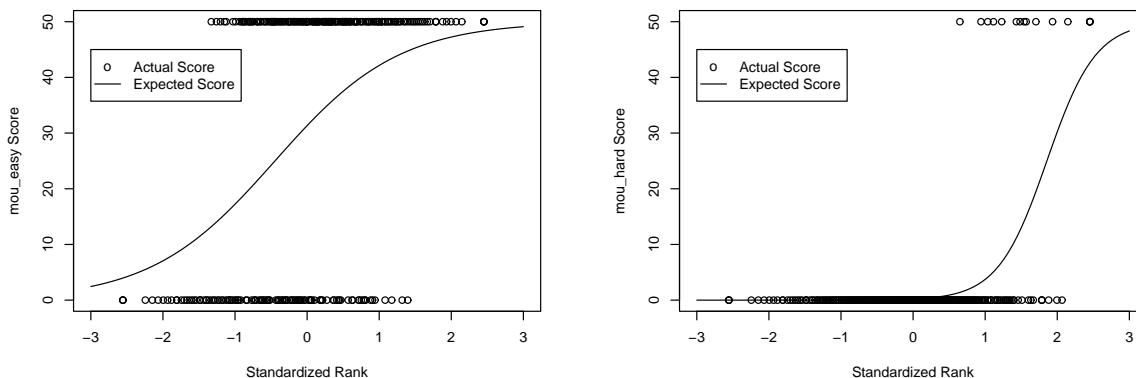 mou_easy Score
50
40
30
20
10
0
Actual Score
Expected Score
−3 −2 −1 0 1 2 3
Standardized Rank
mou_hard Score
50
40
30
20
10
0
Actual Score
Expected Score
−3 −2 −1 0 1 2 3
Standardized Rank